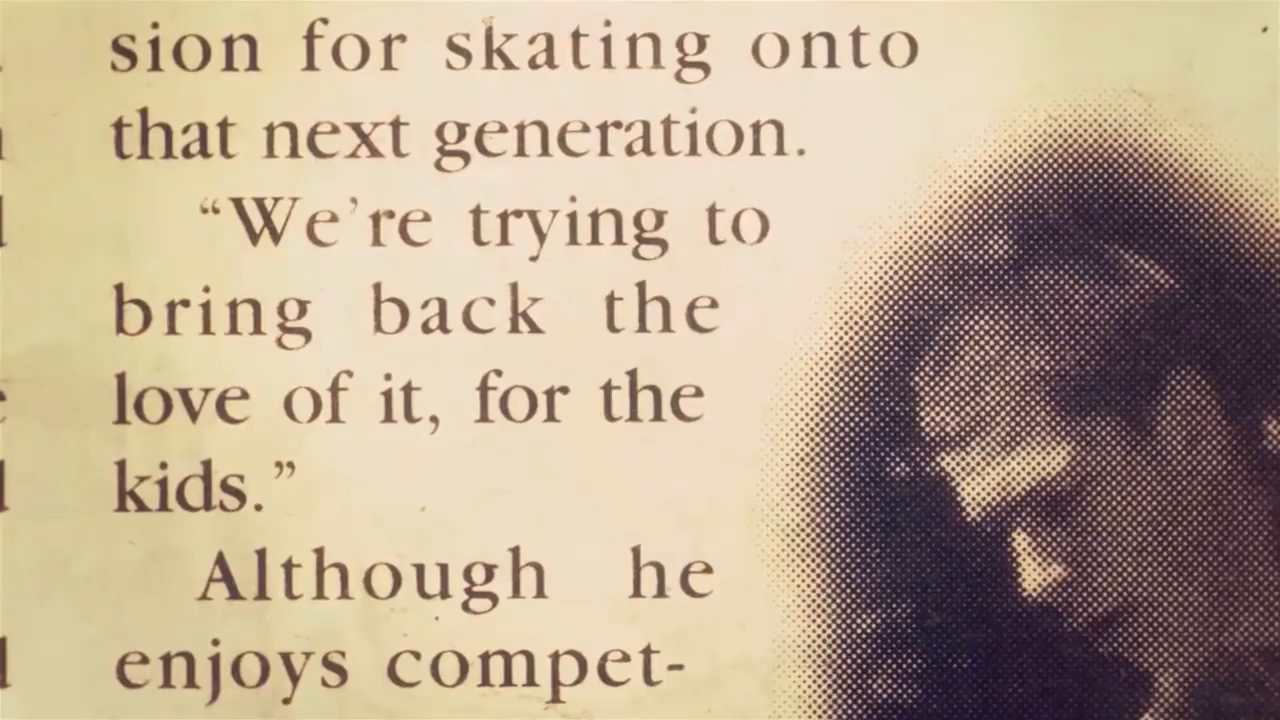 sion for skating onto
that next generation.
“We're trying to
bring back the
love of it, for the
kids.”
Although he
enjoys compet-